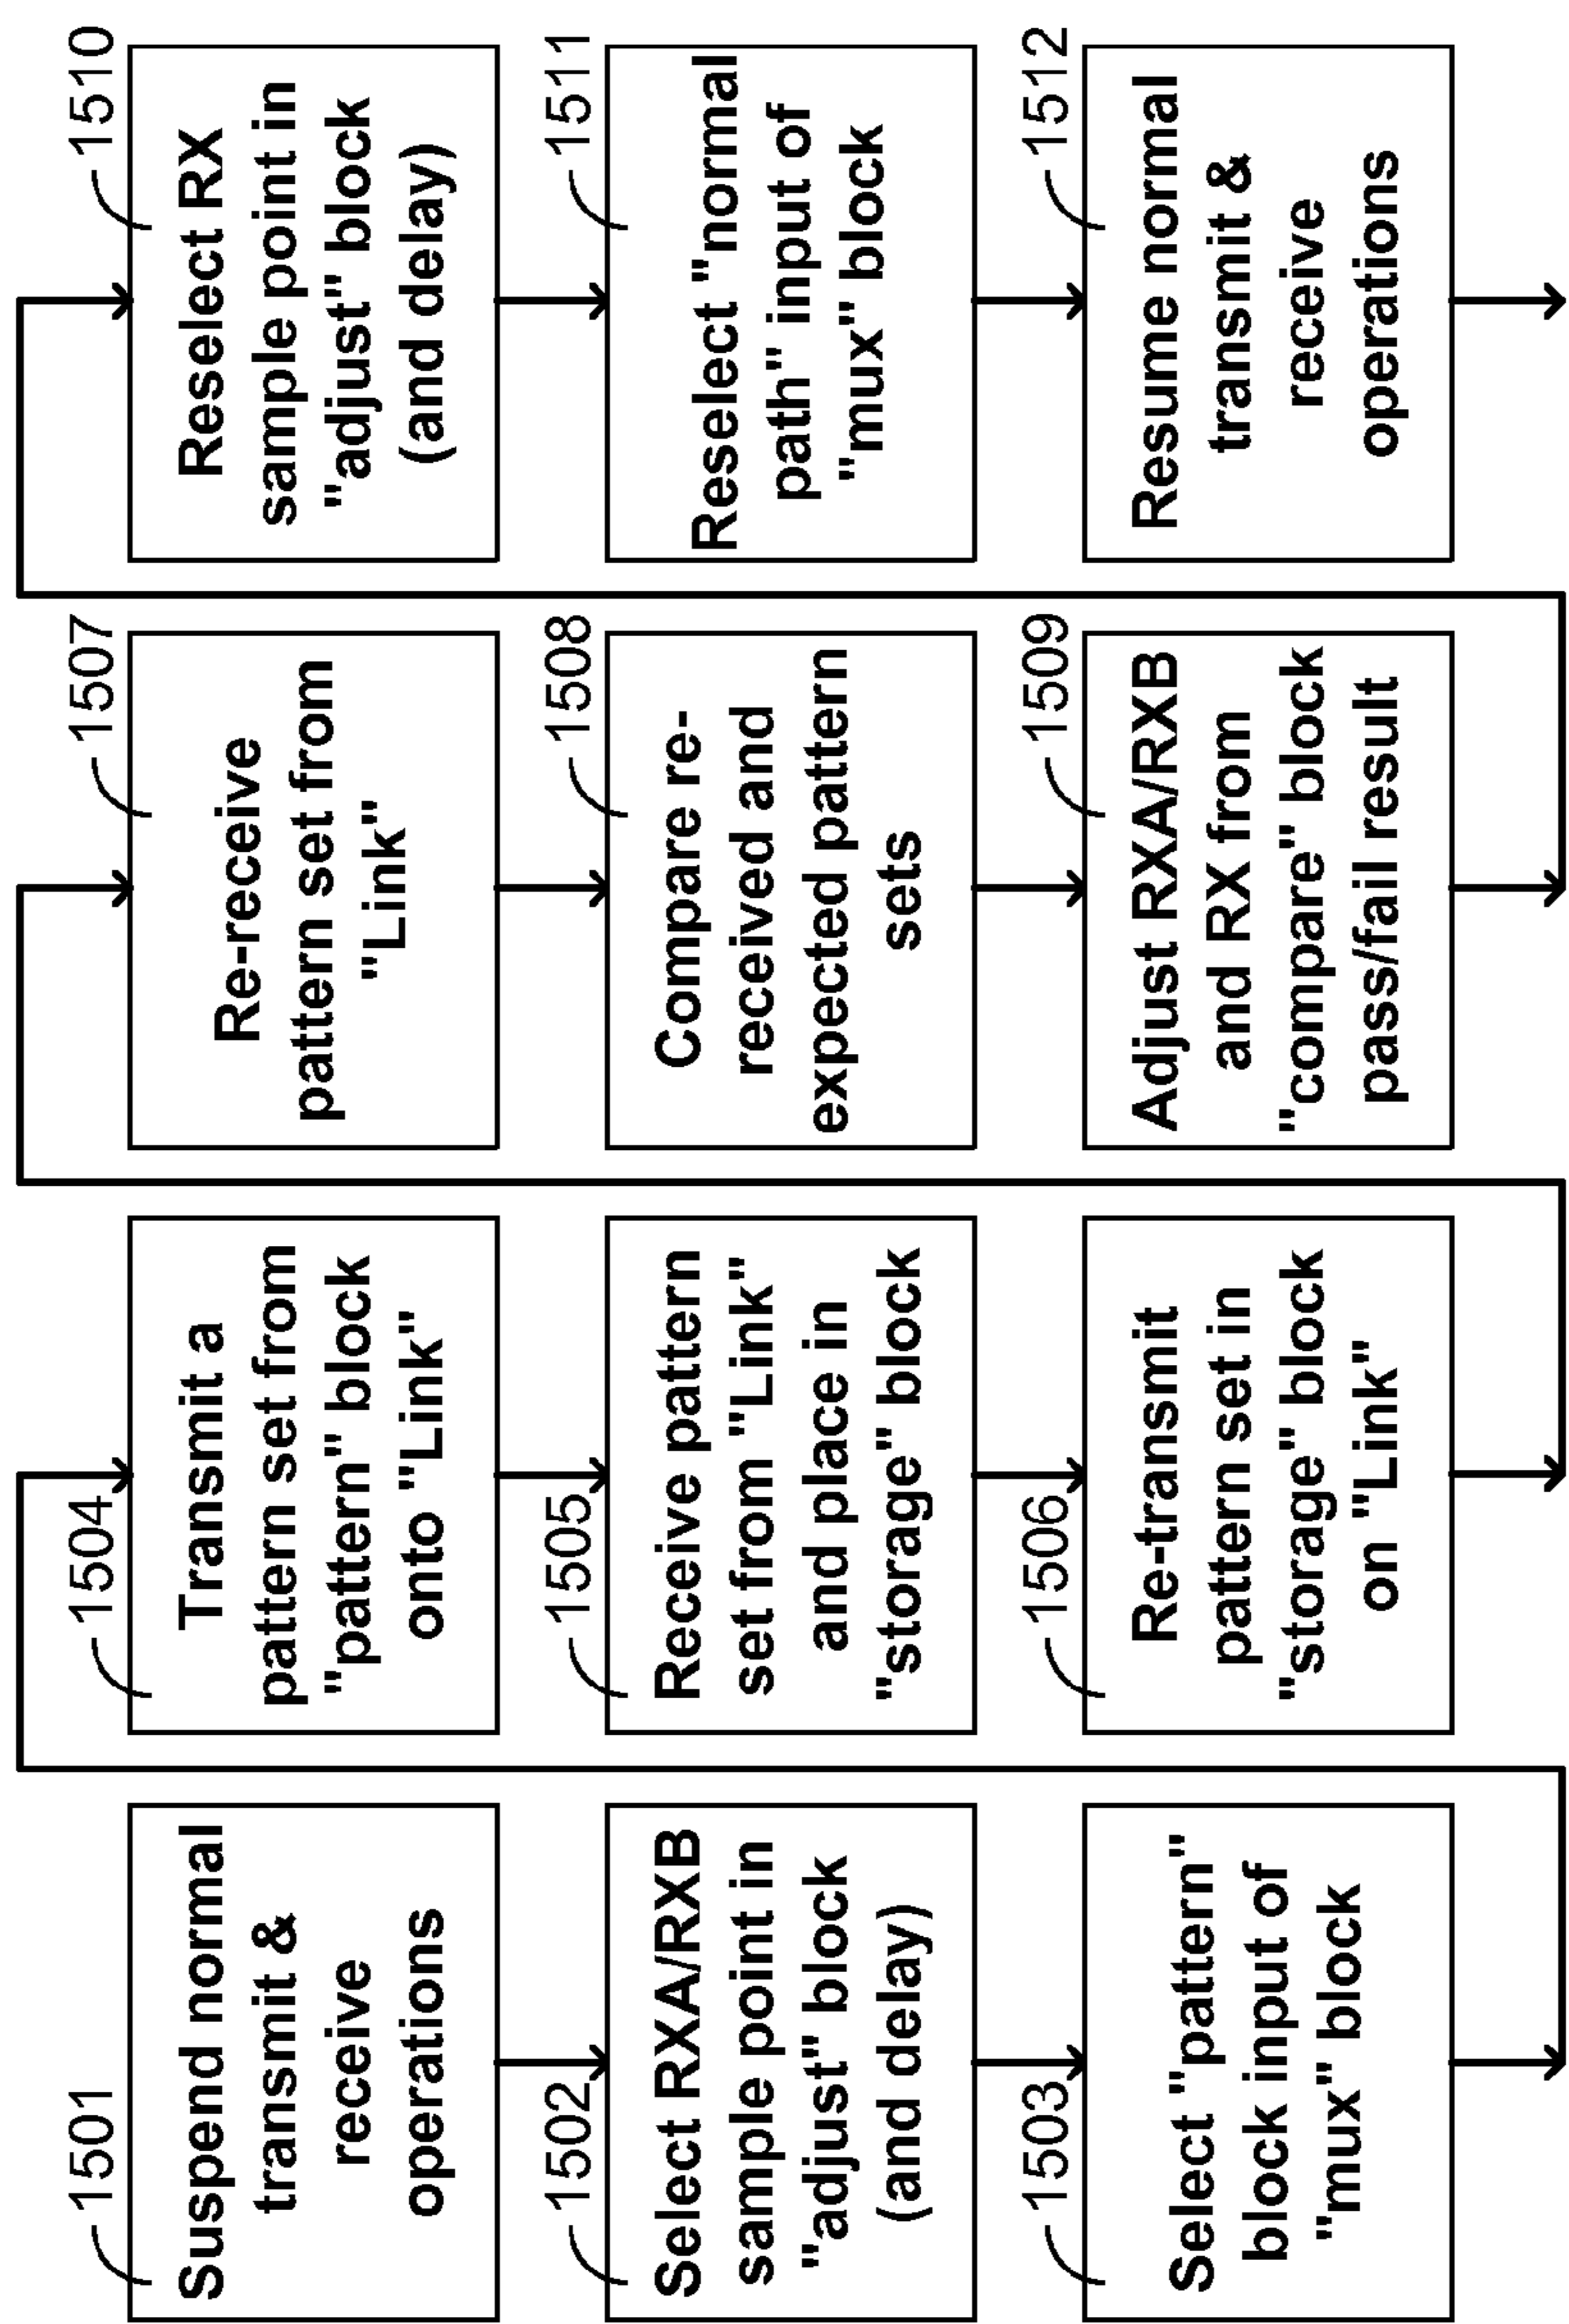 1501
Suspend normal
transmit &
receive
operations
1502
Select RXA/RXB
sample point in
"adjust" block
(and delay)
1503
Select "pattern"
block input of
"mux" block
1504
Transmit a
pattern set from
"pattern" block
onto "Link"
1505
Receive pattern
set from "Link"
and place in
"storage" block
1506
Re-transmit
pattern set in
"storage" block
on "Link"
1507
Re-receive
pattern set from
"Link"
1508
Compare re-
received and
expected pattern
sets
1509
Adjust RXA/RXB
and RX from
"compare" block
pass/fail result
1510
Reselect RX
sample point in
"adjust" block
(and delay)
1511
Reselect "normal
path" input of
"mux" block
1512
Resume normal
transmit &
receive
operations